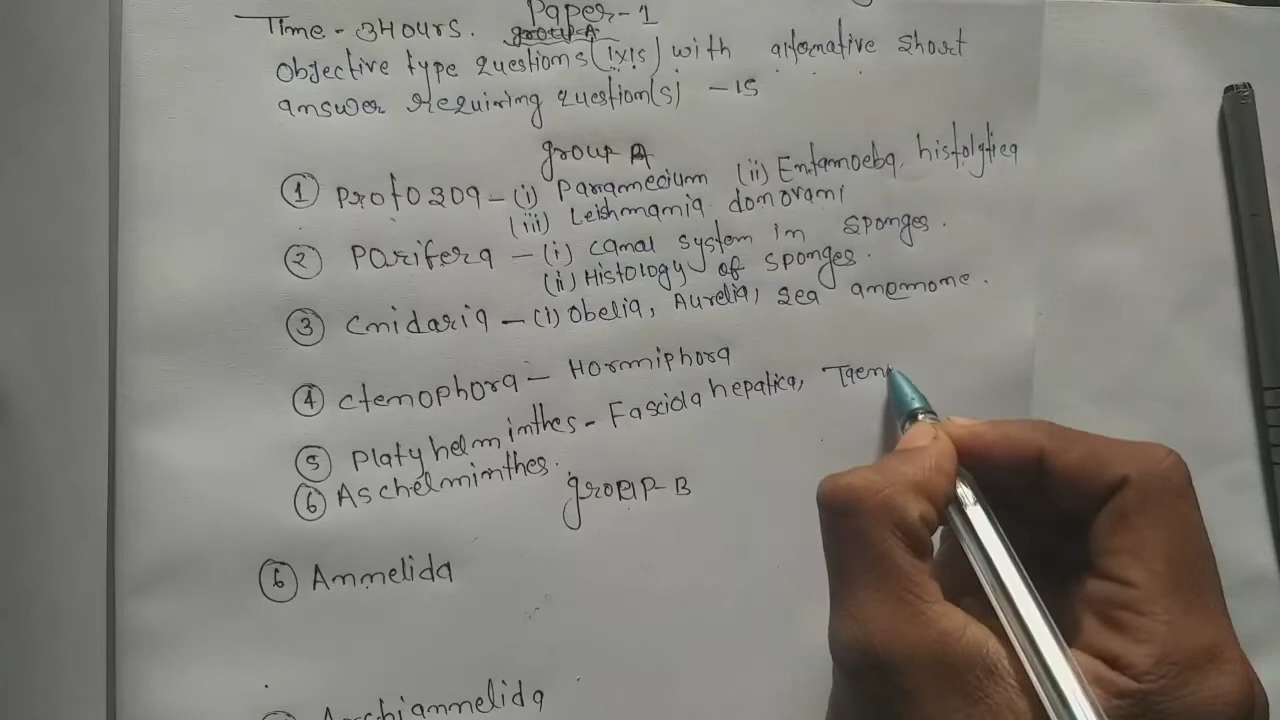 Paper-1
Time - 3Hours. group-A
Objective type questions (1x15) with alternative short
answer requiring question(s) - 15
group A
① Protozoa - (i) Paramecium (ii) Entamoeba histolytica
(iii) Leishmania donovani
② Porifera - (i) canal system in sponges.
(ii) Histology of sponges.
③ Cnidaria - (i) Obelia, Aurelia, sea anemone.
④ Ctenophora - Hormiphora
⑤ Platyhelminthes - Fasciola hepatica, Taen
⑥ Aschelminthes.
group-B
⑥ Annelida
Archiannelida